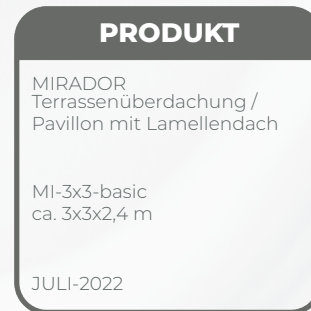 PRODUKT
MIRADOR
Terrassenüberdachung /
Pavillon mit Lamellendach
MI-3x3-basic
ca. 3x3x2,4 m
JULI-2022